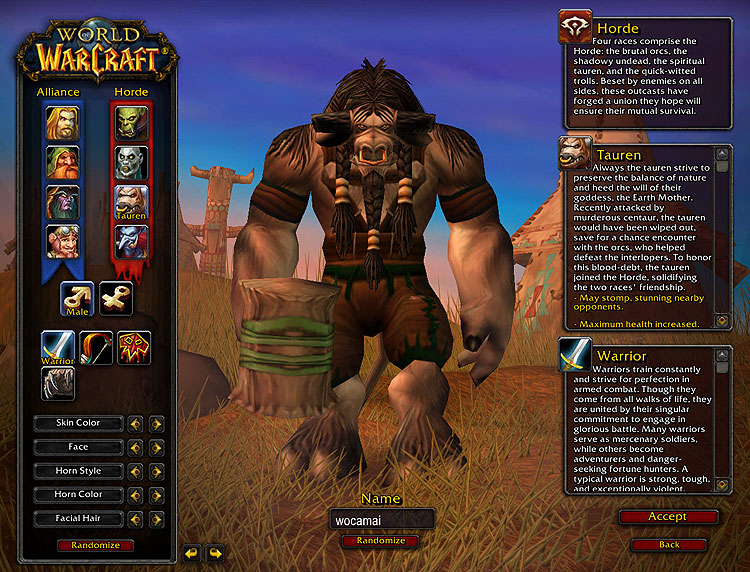 WORLD
OF
WARCRAFT
Alliance Horde
Tauren
Male
Warrior
Skin Color
Face
Horn Style
Horn Color
Facial Hair
Randomize
Name
wocamai
Randomize
Horde
Four races comprise the
Horde: the brutal orcs, the
shadowy undead, the spiritual
tauren, and the quick-witted
trolls. Beset by enemies on all
sides, these outcasts have
forged a union they hope will
ensure their mutual survival.
Tauren
Always the tauren strive to
preserve the balance of nature
and heed the will of their
goddess, the Earth Mother.
Recently attacked by
murderous centaur, the tauren
would have been wiped out,
save for a chance encounter
with the orcs, who helped
defeat the interlopers. To honor
this blood-debt, the tauren
joined the Horde, solidifying
the two races' friendship.
- May stomp, stunning nearby
opponents.
- Maximum health increased.
Warrior
Warriors train constantly
and strive for perfection in
armed combat. Though they
come from all walks of life, they
are united by their singular
commitment to engage in
glorious battle. Many warriors
serve as mercenary soldiers,
while others become
adventurers and danger-
seeking fortune hunters. A
typical warrior is strong, tough,
and exceptionally violent.
Accept
Back